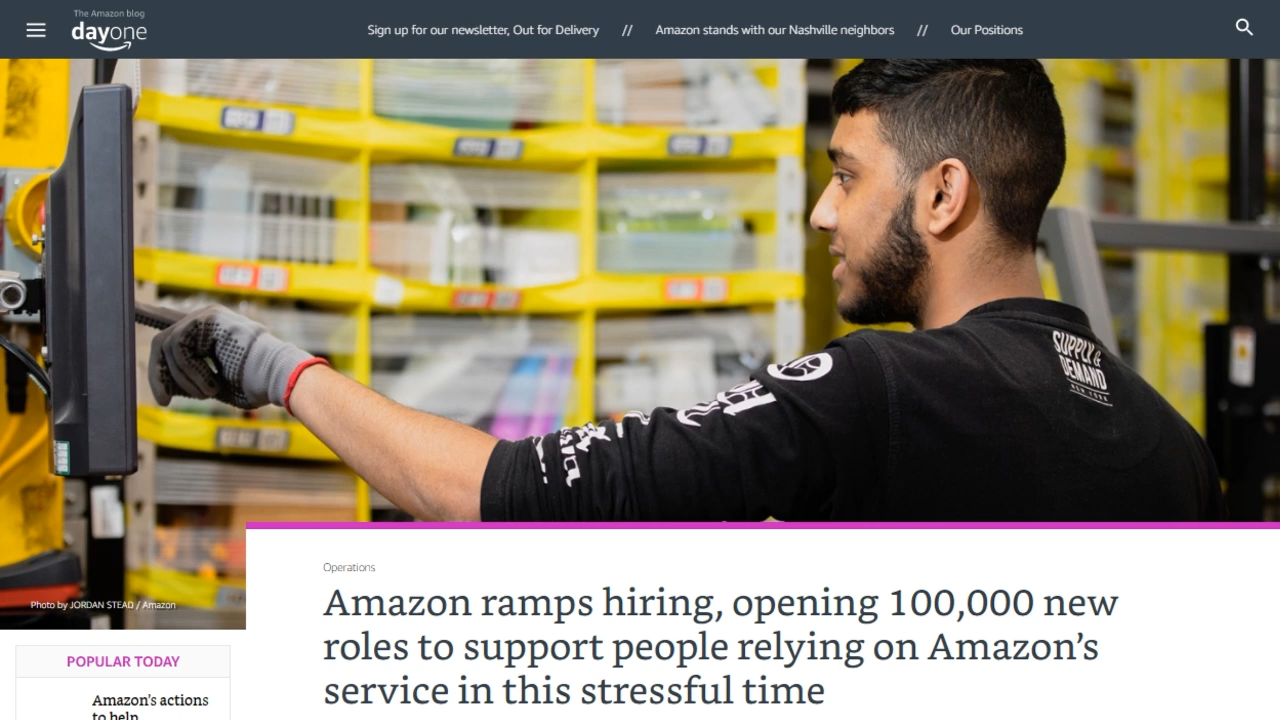 The Amazon blog
dayone
Sign up for our newsletter, Out for Delivery // Amazon stands with our Nashville neighbors // Our Positions
SUPPLY &
DEMAND
NEW YORK
Photo by JORDAN STEAD / Amazon
Operations
Amazon ramps hiring, opening 100,000 new
roles to support people relying on Amazon’s
service in this stressful time
POPULAR TODAY
Amazon’s actions
to help